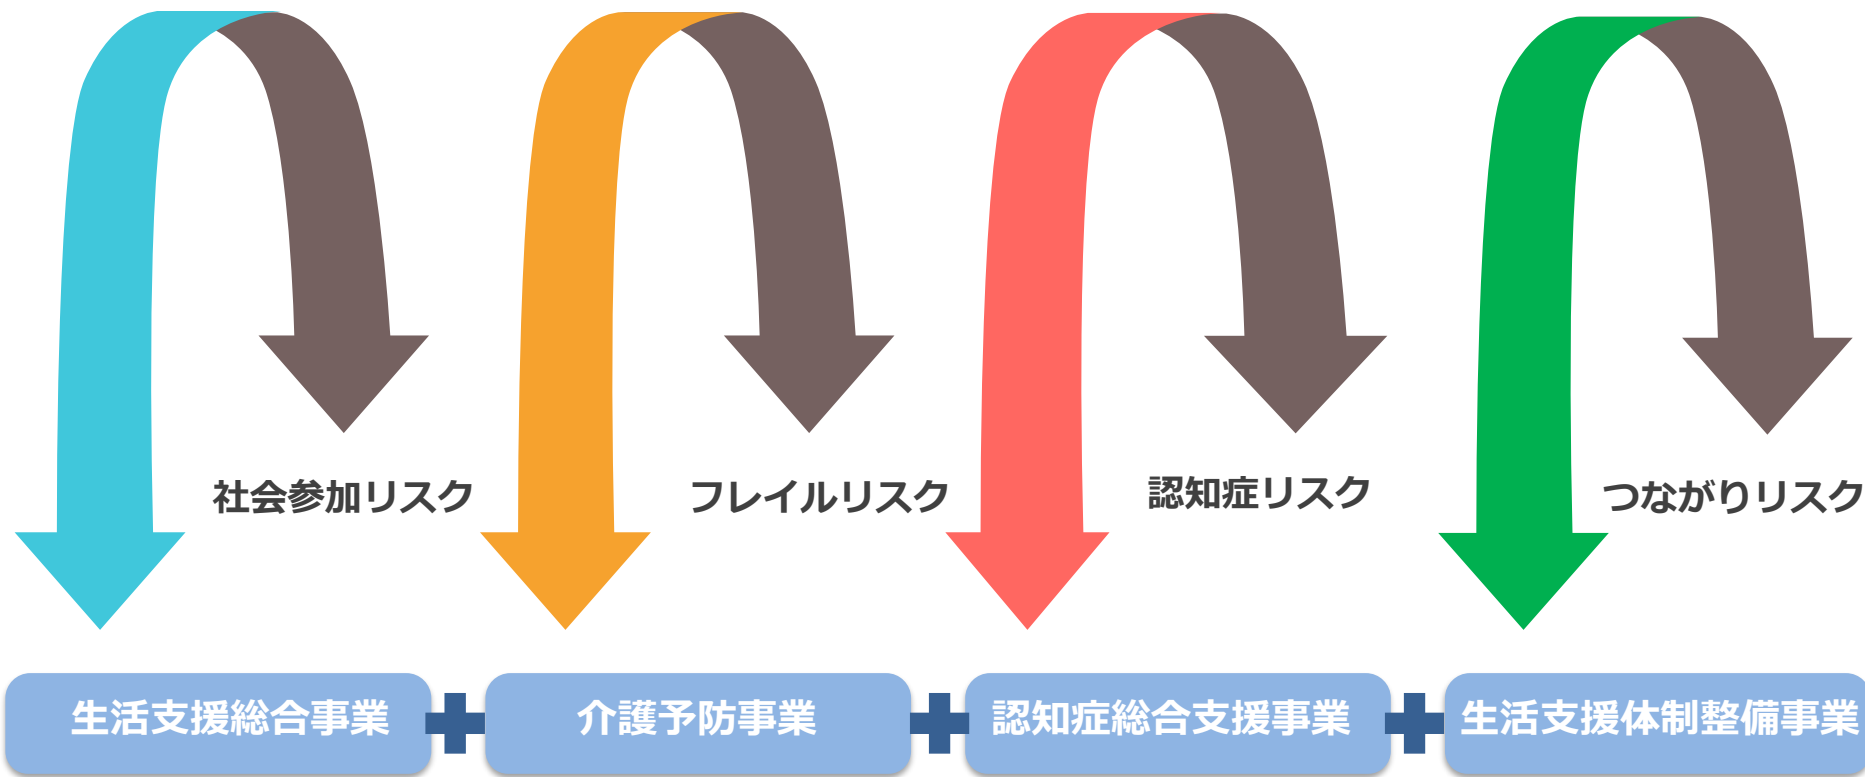 社会参加リスク
フレイルリスク
認知症リスク
つながりリスク
生活支援総合事業
介護予防事業
認知症総合支援事業
生活支援体制整備事業